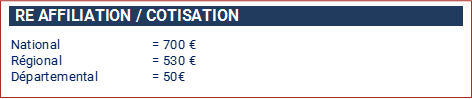 RE AFFILIATION / COTISATION
National = 700 €
Régional = 530 €
Départemental = 50€